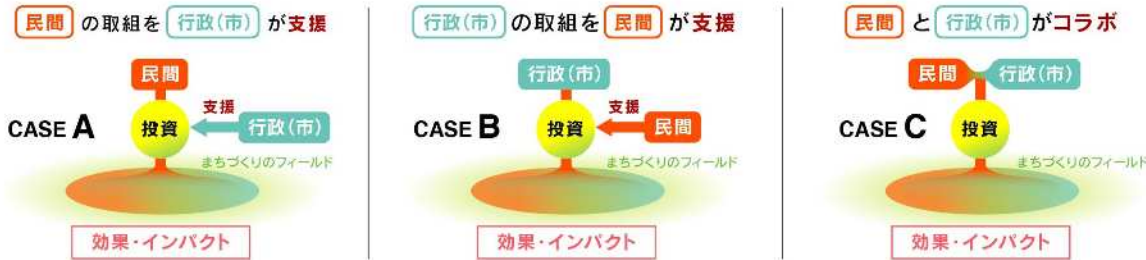 民間 の取組を 行政(市) が支援
民間
CASE A
投資
支援
行政(市)
まちづくりのフィールド
効果・インパクト
行政(市) の取組を 民間 が支援
行政(市)
CASE B
投資
支援
民間
まちづくりのフィールド
効果・インパクト
民間 と 行政(市) がコラボ
民間
行政(市)
CASE C
投資
まちづくりのフィールド
効果・インパクト